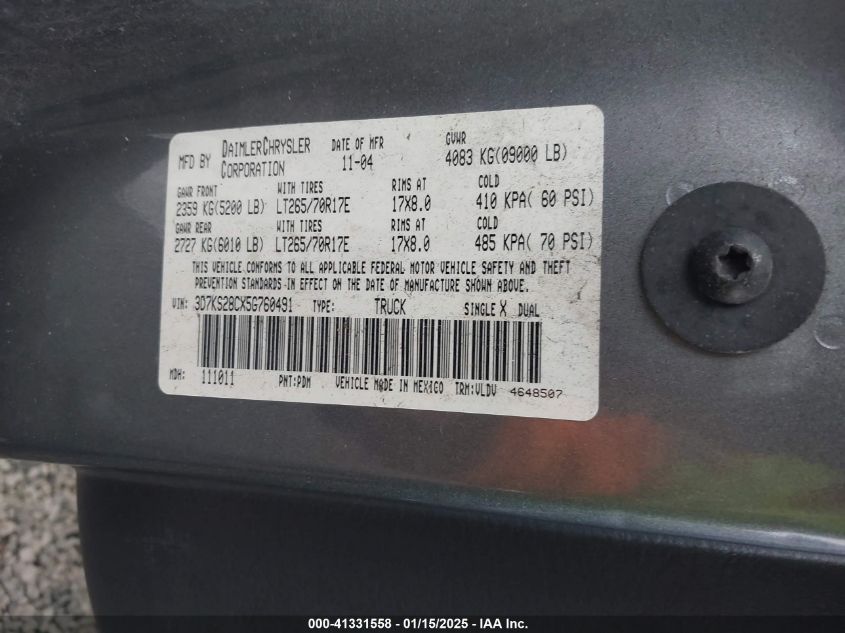 MFD BY DAIMLERCHRYSLER CORPORATION DATE OF MFR 11-04 GVWR 4083 KG(09000 LB)
GAWR FRONT WITH TIRES RIMS AT COLD
2359 KG(5200 LB) LT265/70R17E 17X8.0 410 KPA( 60 PSI)
GAWR REAR WITH TIRES RIMS AT COLD
2727 KG(6010 LB) LT265/70R17E 17X8.0 485 KPA( 70 PSI)
THIS VEHICLE CONFORMS TO ALL APPLICABLE FEDERAL MOTOR VEHICLE SAFETY AND THEFT
PREVENTION STANDARDS IN EFFECT ON THE DATE OF MANUFACTURE SHOWN ABOVE.
VIN: 3D7KS28CX5G760491 TYPE: TRUCK SINGLE X DUAL
MDH: 111011 PNT:PDM VEHICLE MADE IN MEXICO TRM:VLDV 4648507
000-41331558 - 01/15/2025 - IAA Inc.